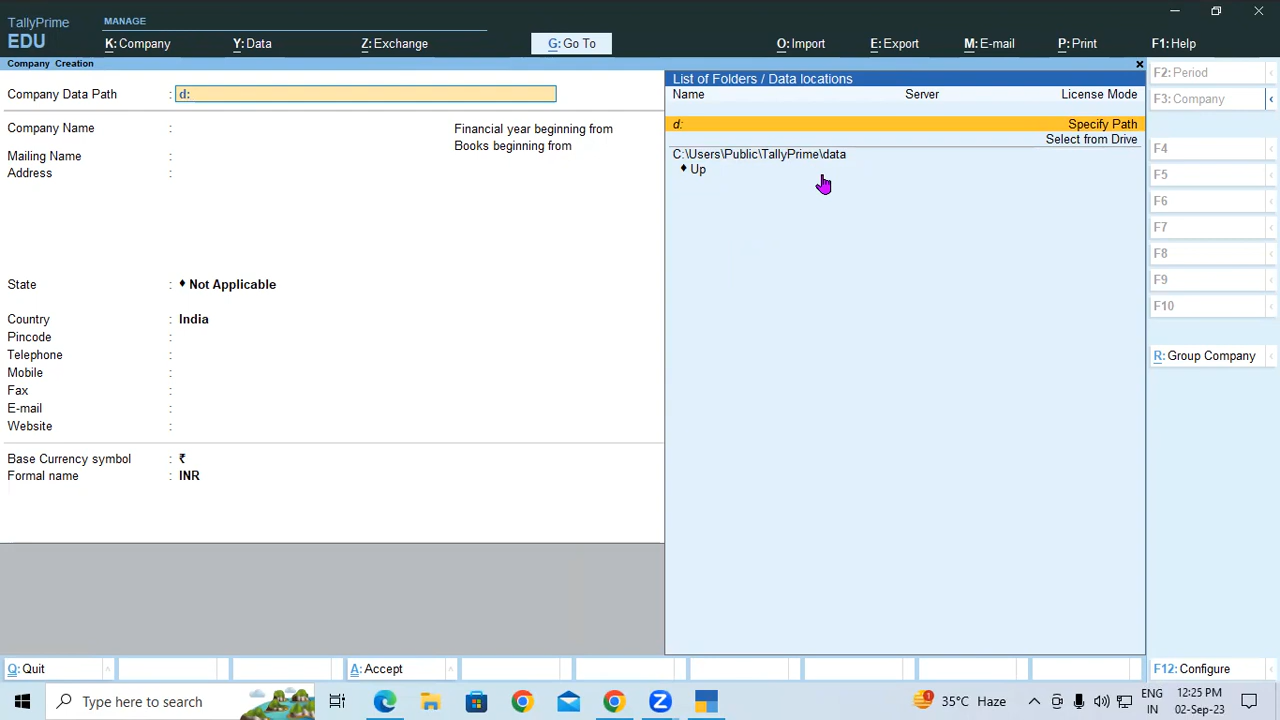 TallyPrime
EDU
MANAGE
K: Company
Y: Data
Z: Exchange
G: Go To
O: Import
E: Export
M: E-mail
P: Print
F1: Help
Company Creation
Company Data Path : d:
Company Name :
Financial year beginning from
Books beginning from
Mailing Name :
Address :
State : ♦ Not Applicable
Country : India
Pincode :
Telephone :
Mobile :
Fax :
E-mail :
Website :
Base Currency symbol : ₹
Formal name : INR
List of Folders / Data locations
Name Server License Mode
d: Specify Path
Select from Drive
C:\Users\Public\TallyPrime\data
♦ Up
F2: Period
F3: Company
F4
F5
F6
F7
F8
F9
F10
R: Group Company
Q: Quit
A: Accept
F12: Configure
Type here to search
1
35°C Haze
ENG
IN
12:25 PM
02-Sep-23